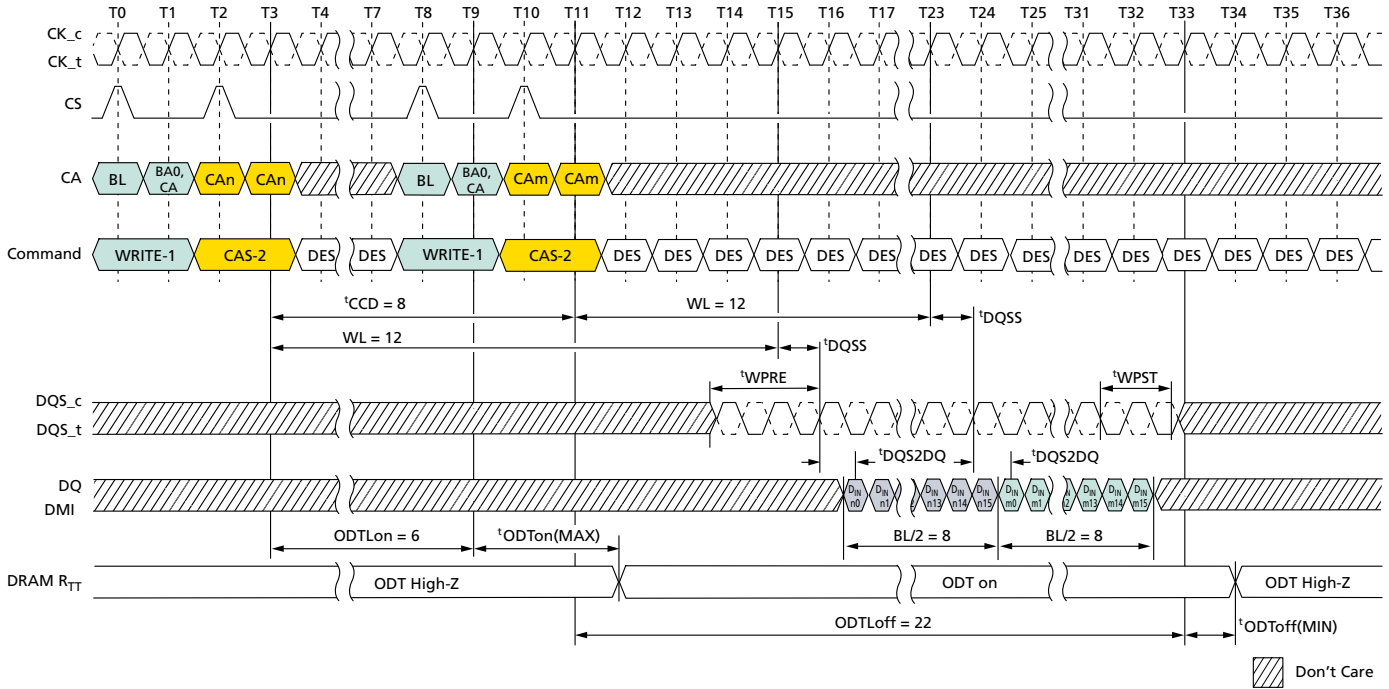 T0 T1 T2 T3 T4 T7 T8 T9 T10 T11 T12 T13 T14 T15 T16 T17 T23 T24 T25 T31 T32 T33 T34 T35 T36
CK_c
CK_t
CS
CA BL BA0, CA CAn CAn BL BA0, CA CAm CAm
Command WRITE-1 CAS-2 DES DES WRITE-1 CAS-2 DES DES DES DES DES DES DES DES DES DES DES DES DES DES DES
tCCD = 8 WL = 12 tDQSS
WL = 12 tDQSS
tWPRE tWPST
DQS_c
DQS_t
tDQS2DQ tDQS2DQ
DQ
DMI
DIN n0 DIN n1 DIN n13 DIN n14 DIN n15 DIN m0 DIN m1 DIN m13 DIN m14 DIN m15
ODTLon = 6 tODTon(MAX) BL/2 = 8 BL/2 = 8
DRAM RTT ODT High-Z ODT on ODT High-Z
ODTLoff = 22 tODToff(MIN)
Don't Care